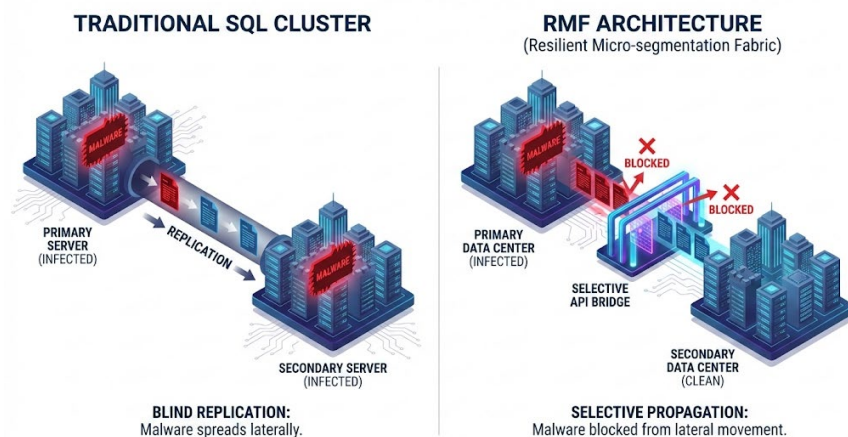 TRADITIONAL SQL CLUSTER
MALWARE
PRIMARY
SERVER
(INFECTED)
REPLICATION
MALWARE
SECONDARY SERVER
(INFECTED)
BLIND REPLICATION:
Malware spreads laterally.
RMF ARCHITECTURE
(Resilient Micro-segmentation Fabric)
MALWARE
BLOCKED
BLOCKED
PRIMARY
DATA CENTER
(INFECTED)
SELECTIVE
API BRIDGE
SECONDARY
DATA CENTER
(CLEAN)
SELECTIVE PROPAGATION:
Malware blocked from lateral movement.